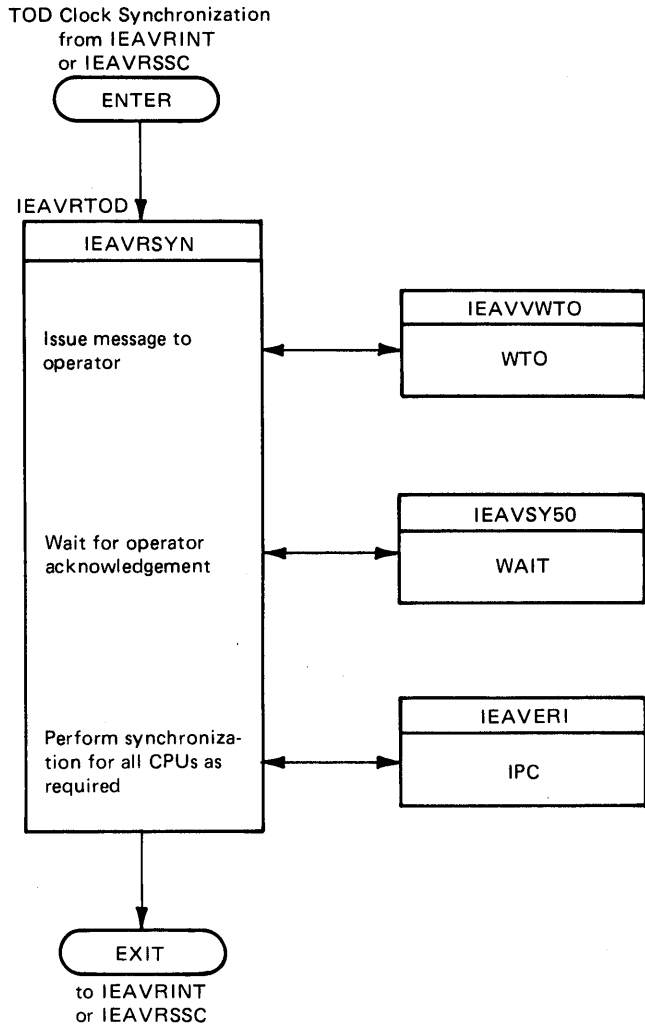 TOD Clock Synchronization
from IEAVRINT
or IEAVRSSC
ENTER
IEAVRTOD
IEAVRSYN
Issue message to
operator
IEAVVWTO
WTO
Wait for operator
acknowledgement
IEAVSY50
WAIT
Perform synchroniza-
tion for all CPUs as
required
IEAVERI
IPC
EXIT
to IEAVRINT
or IEAVRSSC